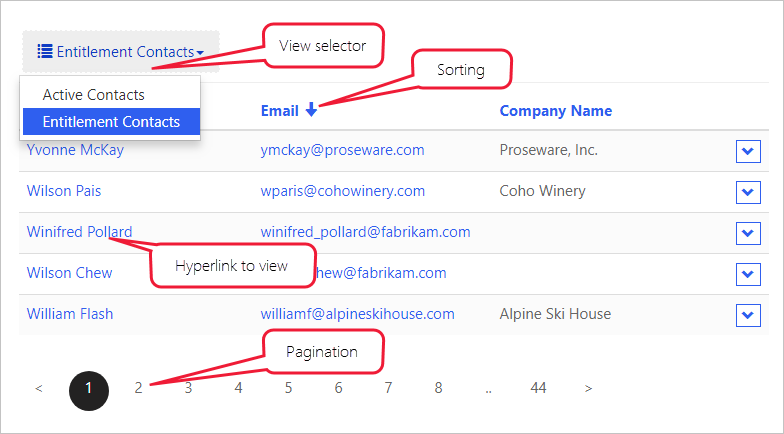 Entitlement Contacts
View selector
Sorting
Active Contacts
Entitlement Contacts
Email Company Name
Yvonne McKay ymckay@proseware.com Proseware, Inc.
Wilson Pais wparis@cohowinery.com Coho Winery
Winifred Pollard winifred_pollard@fabrikam.com
Hyperlink to view
Wilson Chew hew@fabrikam.com
William Flash williamf@alpineskihouse.com Alpine Ski House
Pagination
< 1 2 3 4 5 6 7 8 .. 44 >